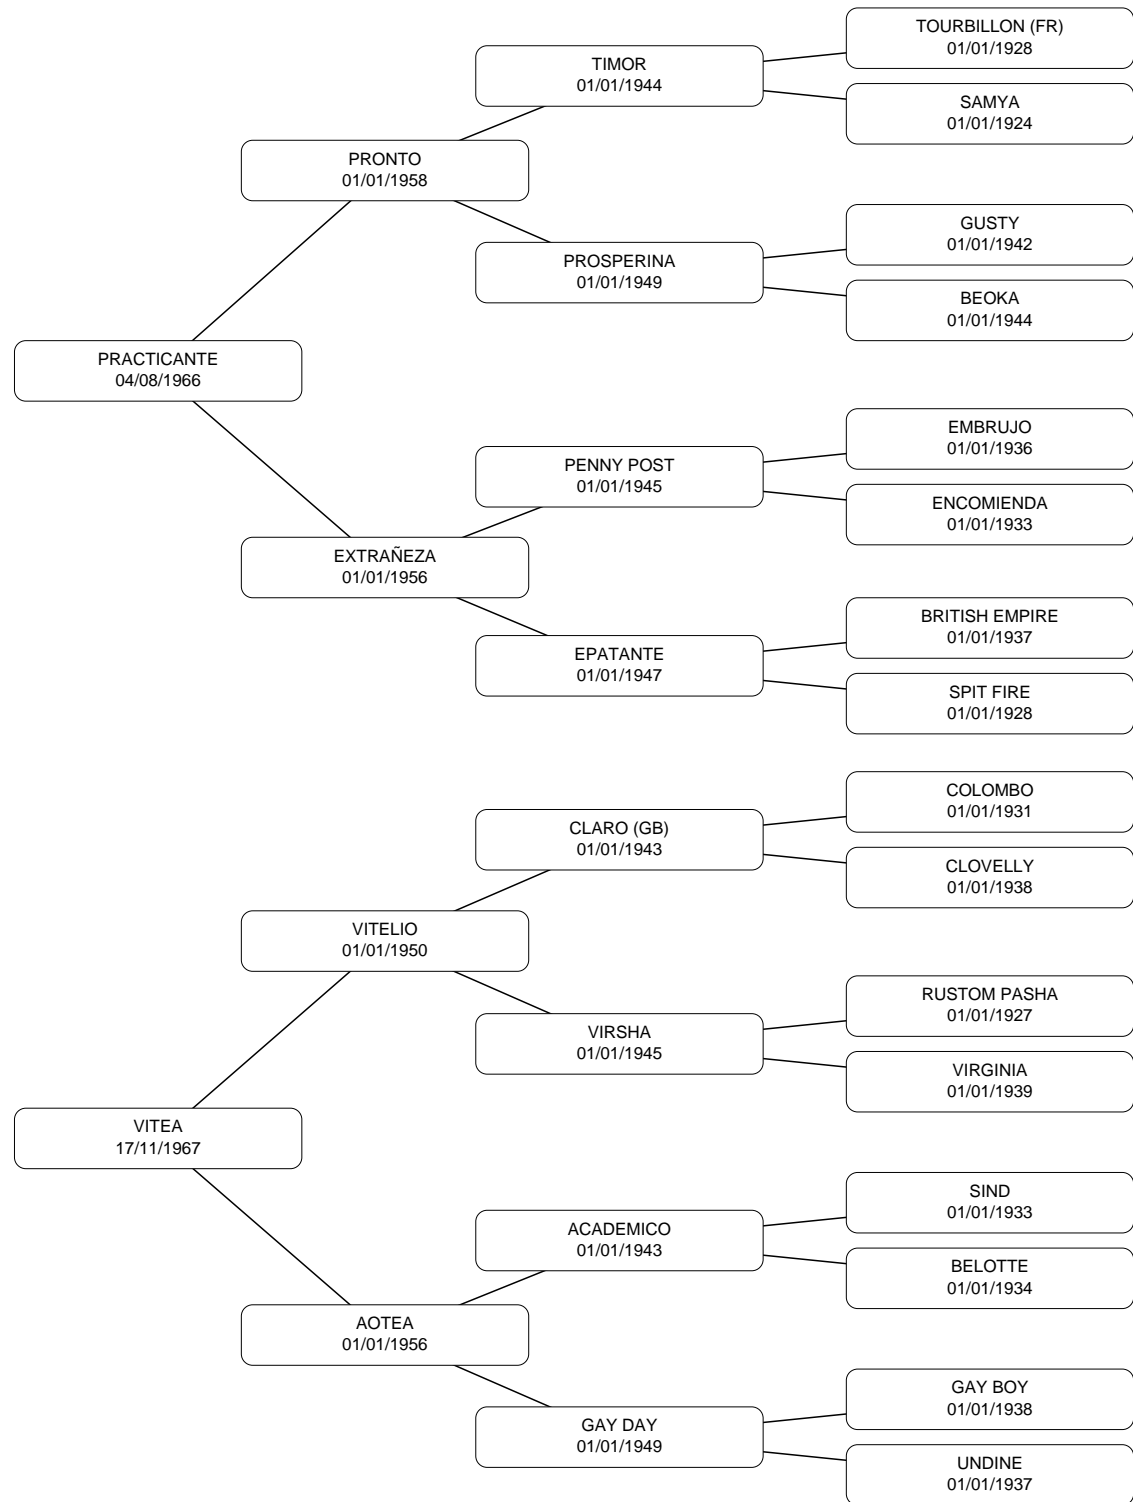 TOURBILLON (FR)
01/01/1928
TIMOR
01/01/1944
SAMYA
01/01/1924
PRONTO
01/01/1958
GUSTY
01/01/1942
PROSPERINA
01/01/1949
BEOKA
01/01/1944
PRACTICANTE
04/08/1966
EMBRUJO
01/01/1936
PENNY POST
01/01/1945
ENCOMIENDA
01/01/1933
EXTRAÑEZA
01/01/1956
BRITISH EMPIRE
01/01/1937
EPATANTE
01/01/1947
SPIT FIRE
01/01/1928
COLOMBO
01/01/1931
CLARO (GB)
01/01/1943
CLOVELLY
01/01/1938
VITELIO
01/01/1950
RUSTOM PASHA
01/01/1927
VIRSHA
01/01/1945
VIRGINIA
01/01/1939
VITEA
17/11/1967
SIND
01/01/1933
ACADEMICO
01/01/1943
BELOTTE
01/01/1934
AOTEA
01/01/1956
GAY BOY
01/01/1938
GAY DAY
01/01/1949
UNDINE
01/01/1937